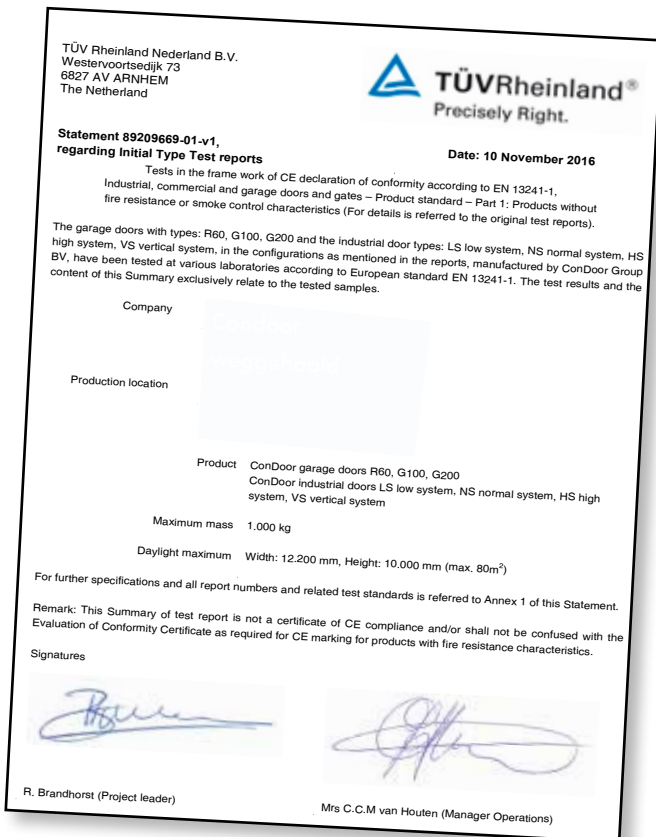 TÜV Rheinland Nederland B.V.
Westervoortsedijk 73
6827 AV ARNHEM
The Netherland
TÜVRheinland®
Precisely Right.
Statement 89209669-01-v1,
regarding Initial Type Test reports
Date: 10 November 2016
Tests in the frame work of CE declaration of conformity according to EN 13241-1,
Industrial, commercial and garage doors and gates – Product standard – Part 1: Products without
fire resistance or smoke control characteristics (For details is referred to the original test reports).
The garage doors with types: R60, G100, G200 and the industrial door types: LS low system, NS normal system, HS
high system, VS vertical system, in the configurations as mentioned in the reports, manufactured by ConDoor Group
BV, have been tested at various laboratories according to European standard EN 13241-1. The test results and the
content of this Summary exclusively relate to the tested samples.
Company
Condoor
Production location
Product ConDoor garage doors R60, G100, G200
ConDoor industrial doors LS low system, NS normal system, HS high
system, VS vertical system
Maximum mass 1.000 kg
Daylight maximum Width: 12.200 mm, Height: 10.000 mm (max. 80m²)
For further specifications and all report numbers and related test standards is referred to Annex 1 of this Statement.
Remark: This Summary of test report is not a certificate of CE compliance and/or shall not be confused with the
Evaluation of Conformity Certificate as required for CE marking for products with fire resistance characteristics.
Signatures
R. Brandhorst (Project leader)
Mrs C.C.M van Houten (Manager Operations)